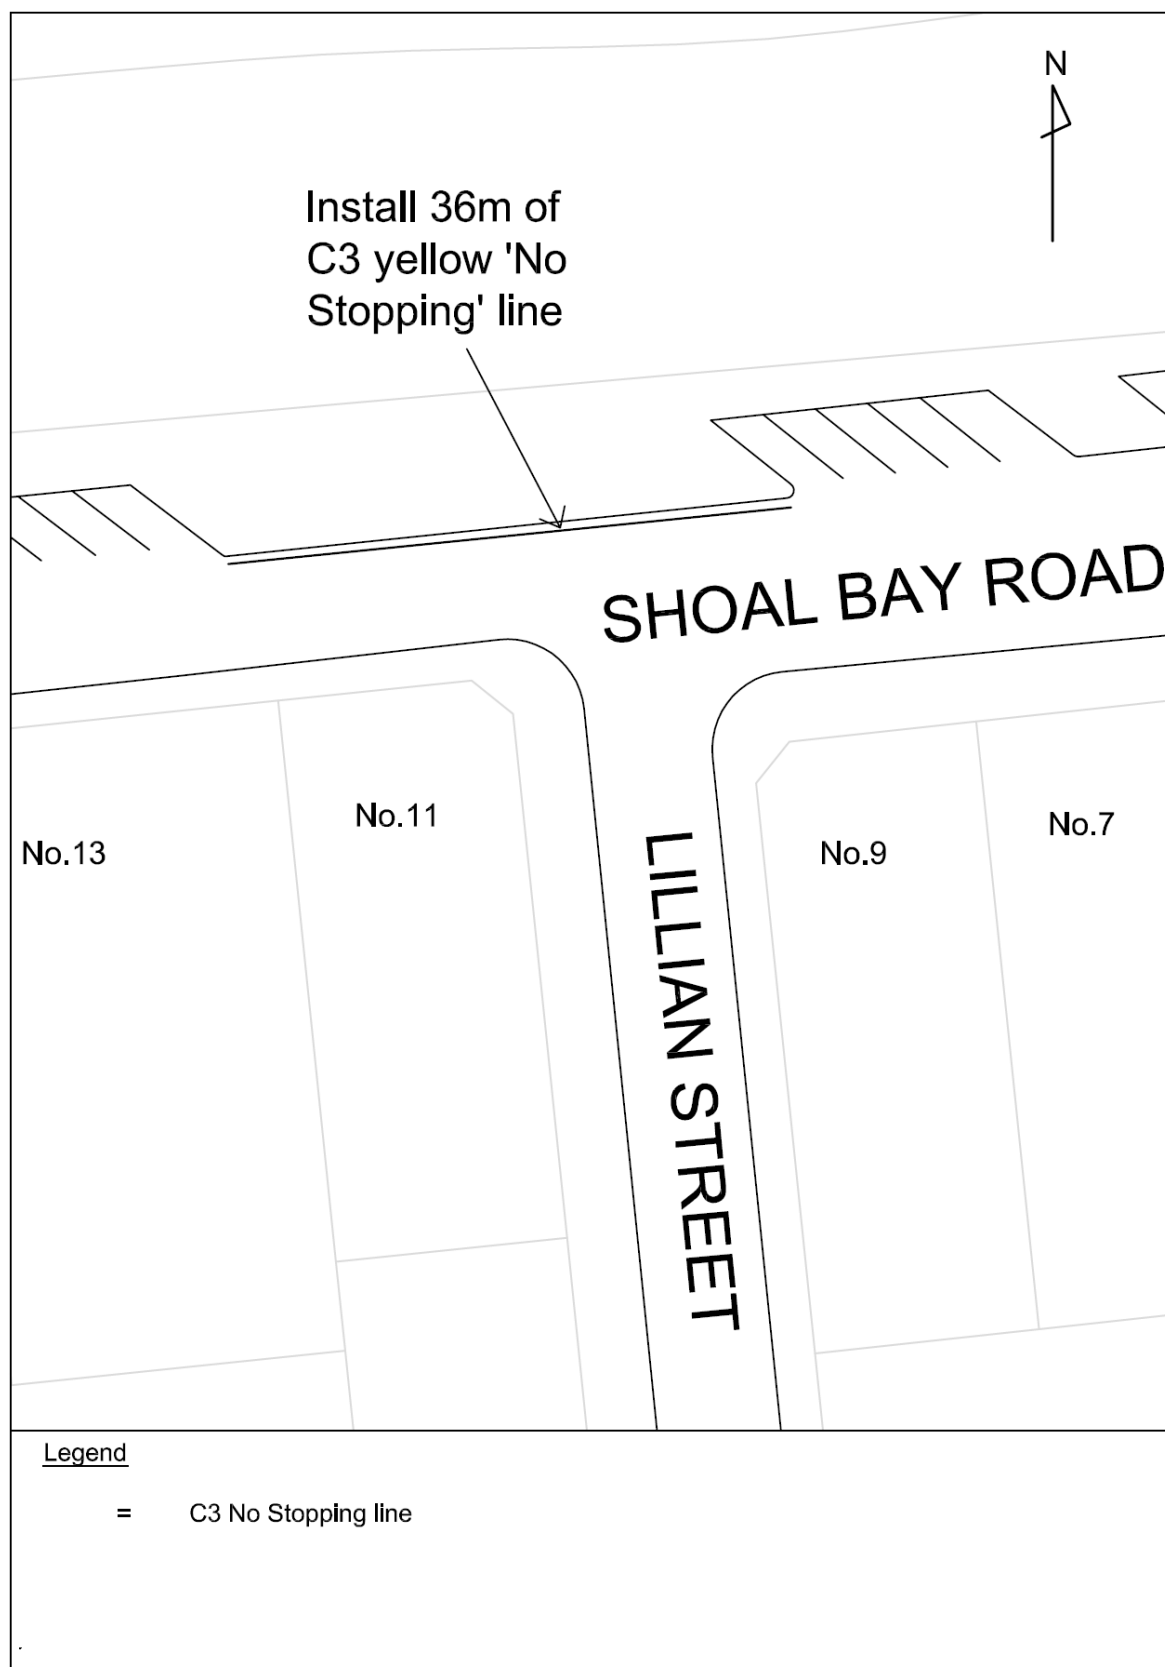 N
Install 36m of
C3 yellow 'No
Stopping' line
SHOAL BAY ROAD
No.13
No.11
No.9
No.7
LILLIAN STREET
Legend
= C3 No Stopping line